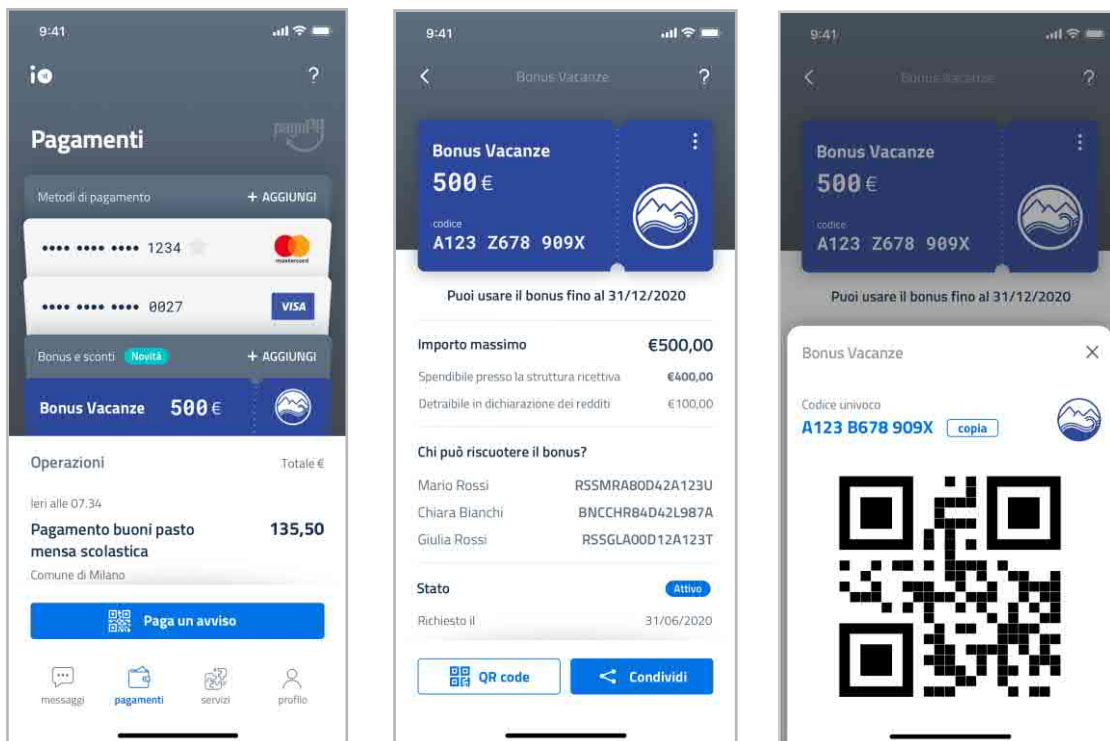 9:41
io
?
Pagamenti
pagoPA
Metodi di pagamento
+ AGGIUNGI
•••• •••• •••• 1234
mastercard
•••• •••• •••• 0027
VISA
Bonus e sconti
Novità
+ AGGIUNGI
Bonus Vacanze 500 €
Operazioni
Totale €
Ieri alle 07.34
Pagamento buoni pasto
135,50
mensa scolastica
Comune di Milano
Paga un avviso
messaggi
pagamenti
servizi
profilo
9:41
Bonus Vacanze
?
Bonus Vacanze
500 €
codice
A123 Z678 909X
Puoi usare il bonus fino al 31/12/2020
Importo massimo
€500,00
Spendibile presso la struttura ricettiva
€400,00
Detraibile in dichiarazione dei redditi
€100,00
Chi può riscuotere il bonus?
Mario Rossi
RSSMRA80D42A123U
Chiara Bianchi
BNCCHR84D42L987A
Giulia Rossi
RSSGLA00D12A123T
Stato
Attivo
Richiesto il
31/06/2020
QR code
Condividi
9:41
Bonus Vacanze
?
Bonus Vacanze
500 €
codice
A123 Z678 909X
Puoi usare il bonus fino al 31/12/2020
Bonus Vacanze
Codice univoco
A123 B678 909X
copia